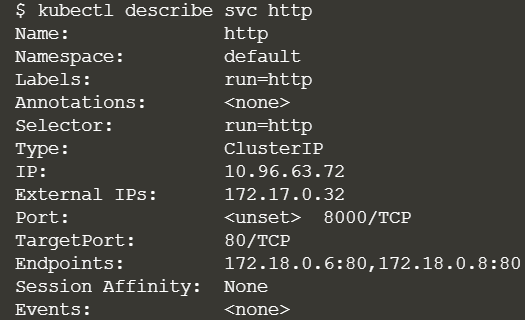 $ kubectl describe svc http
Name: http
Namespace: default
Labels: run=http
Annotations: <none>
Selector: run=http
Type: ClusterIP
IP: 10.96.63.72
External IPs: 172.17.0.32
Port: <unset> 8000/TCP
TargetPort: 80/TCP
Endpoints: 172.18.0.6:80,172.18.0.8:80
Session Affinity: None
Events: <none>